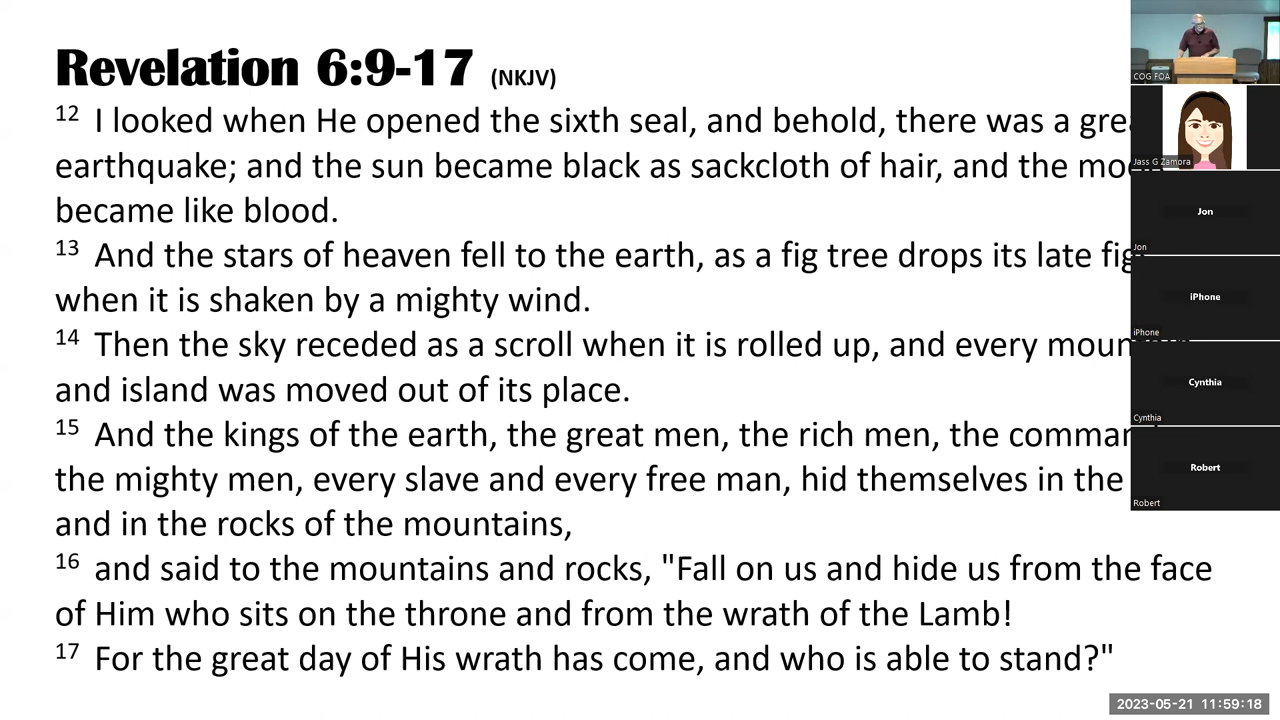 Revelation 6:9-17 (NKJV)
12 I looked when He opened the sixth seal, and behold, there was a
earthquake; and the sun became black as sackcloth of hair, and the
became like blood.
13 And the stars of heaven fell to the earth, as a fig tree drops its late
when it is shaken by a mighty wind.
14 Then the sky receded as a scroll when it is rolled up, and every
and island was moved out of its place.
15 And the kings of the earth, the great men, the rich men, the
the mighty men, every slave and every free man, hid themselves in the
and in the rocks of the mountains,
16 and said to the mountains and rocks, "Fall on us and hide us from the face
of Him who sits on the throne and from the wrath of the Lamb!
17 For the great day of His wrath has come, and who is able to stand?"
COG FOA
Jass G Zamora
Jon
Jon
iPhone
iPhone
Cynthia
Cynthia
Robert
Robert
2023-05-21 11:59:18